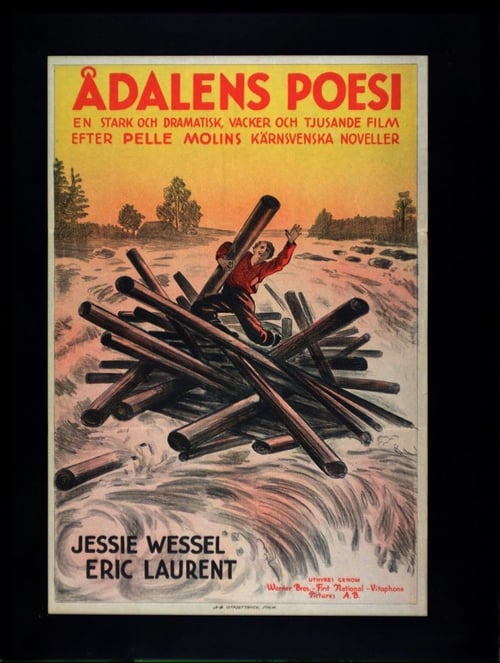 ÅDALENS POESI
EN STARK OCH DRAMATISK, VACKER OCH TJUSANDE FILM
EFTER PELLE MOLINS KÄRNSVENSKA NOVELLER
JESSIE WESSEL
ERIC LAURENT
UTHYRES GENOM
Warner Bros.-First National-Vitaphone
Pictures A.B.